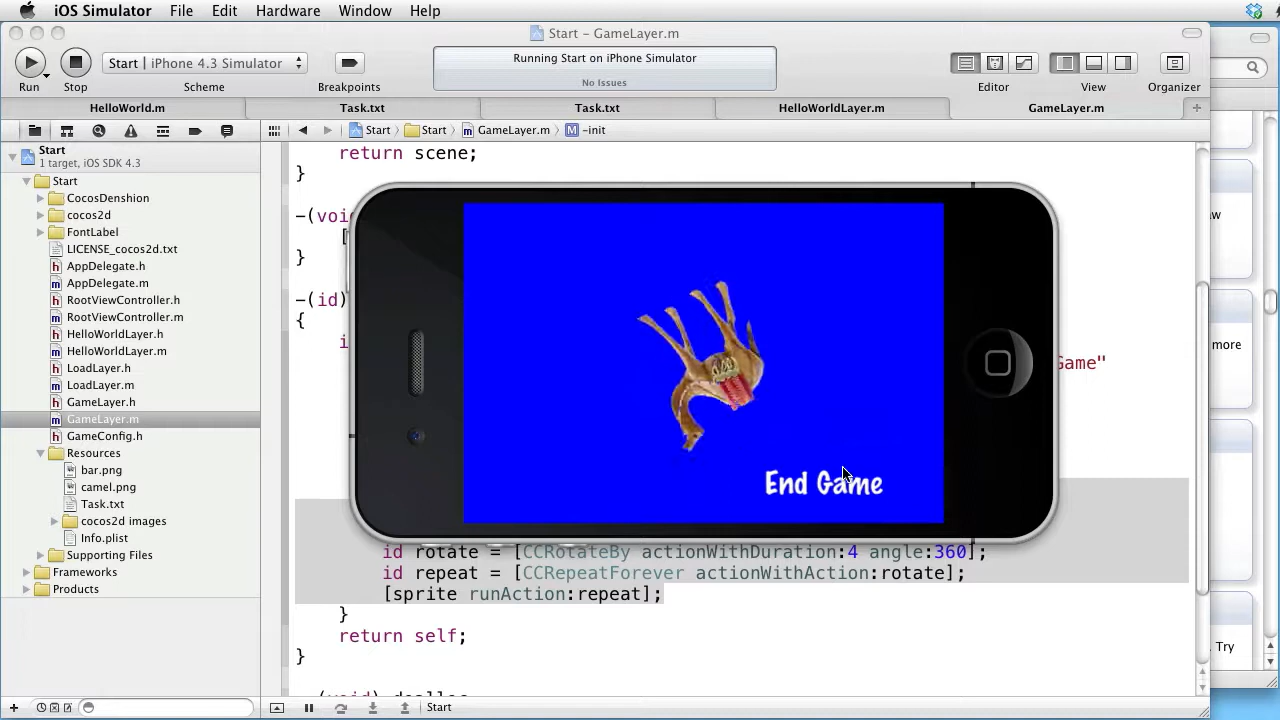 iOS Simulator File Edit Hardware Window Help
Start – GameLayer.m
Run Stop
Start | iPhone 4.3 Simulator
Scheme
Breakpoints
Running Start on iPhone Simulator
No Issues
Editor View Organizer
HelloWorld.m Task.txt Task.txt HelloWorldLayer.m GameLayer.m
Start Start GameLayer.m -init
Start
1 target, iOS SDK 4.3
Start
CocosDenshion
cocos2d
FontLabel
LICENSE_cocos2d.txt
AppDelegate.h
AppDelegate.m
RootViewController.h
RootViewController.m
HelloWorldLayer.h
HelloWorldLayer.m
LoadLayer.h
LoadLayer.m
GameLayer.h
GameLayer.m
GameConfig.h
Resources
bar.png
camel.png
Task.txt
cocos2d images
Info.plist
Supporting Files
Frameworks
Products
return scene;
}
-(voi
[
}
-(id)
{
i
Game"
End Game
id rotate = [CCRotateBy actionWithDuration:4 angle:360];
id repeat = [CCRepeatForever actionWithAction:rotate];
[sprite runAction:repeat];
}
return self;
}
Start
more
Try